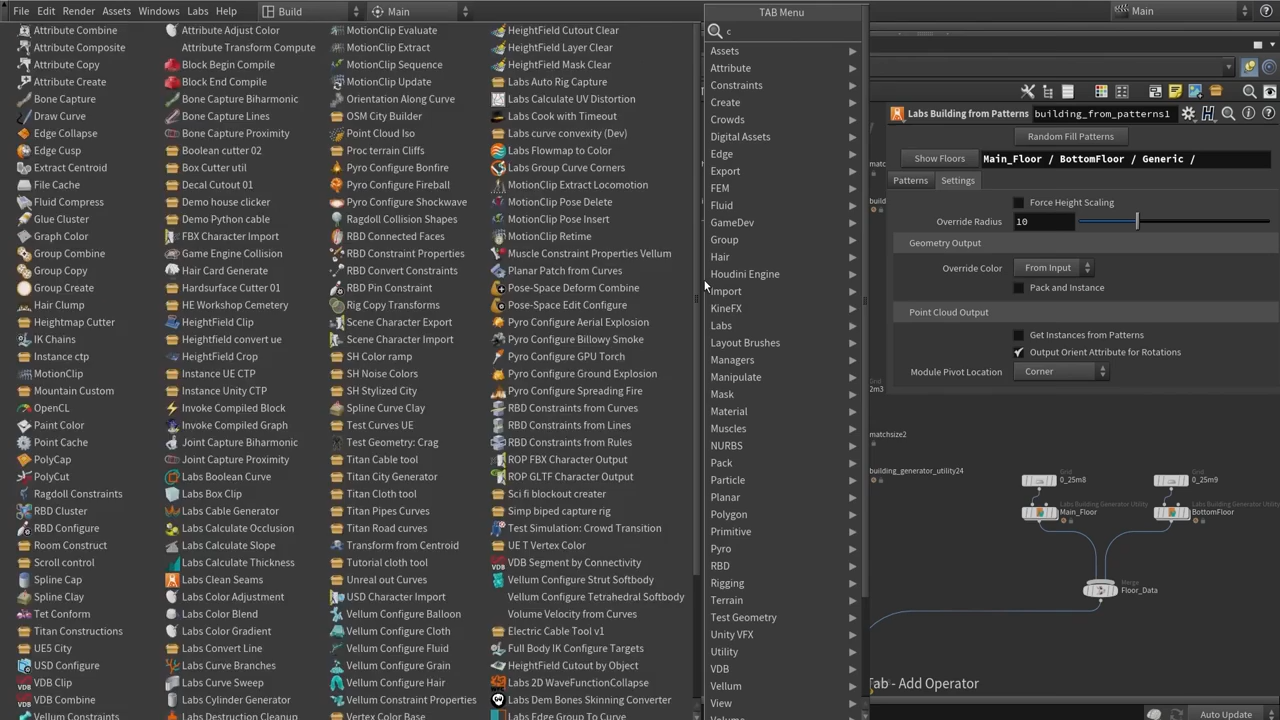 File Edit Render Assets Windows Labs Help Build Main Main
TAB Menu
c
Attribute Combine
Attribute Composite
Attribute Copy
Attribute Create
Bone Capture
Draw Curve
Edge Collapse
Edge Cusp
Extract Centroid
File Cache
Fluid Compress
Glue Cluster
Graph Color
Group Combine
Group Copy
Group Create
Hair Clump
Heightmap Cutter
IK Chains
Instance ctp
MotionClip
Mountain Custom
OpenCL
Paint Color
Point Cache
PolyCap
PolyCut
Ragdoll Constraints
RBD Cluster
RBD Configure
Room Construct
Scroll control
Spline Cap
Spline Clay
Tet Conform
Titan Constructions
UE5 City
USD Configure
VDB Clip
VDB Combine
Vellum Constraints
Attribute Adjust Color
Attribute Transform Compute
Block Begin Compile
Block End Compile
Bone Capture Biharmonic
Bone Capture Lines
Bone Capture Proximity
Boolean cutter 02
Box Cutter util
Decal Cutout 01
Demo house clicker
Demo Python cable
FBX Character Import
Game Engine Collision
Hair Card Generate
Hardsurface Cutter 01
HE Workshop Cemetery
HeightField Clip
Heightfield convert ue
HeightField Crop
Instance UE CTP
Instance Unity CTP
Invoke Compiled Block
Invoke Compiled Graph
Joint Capture Biharmonic
Joint Capture Proximity
Labs Boolean Curve
Labs Box Clip
Labs Cable Generator
Labs Calculate Occlusion
Labs Calculate Slope
Labs Calculate Thickness
Labs Clean Seams
Labs Color Adjustment
Labs Color Blend
Labs Color Gradient
Labs Convert Line
Labs Curve Branches
Labs Curve Sweep
Labs Cylinder Generator
Labs Destruction Cleanup
MotionClip Evaluate
MotionClip Extract
MotionClip Sequence
MotionClip Update
Orientation Along Curve
OSM City Builder
Point Cloud Iso
Proc terrain Cliffs
Pyro Configure Bonfire
Pyro Configure Fireball
Pyro Configure Shockwave
Ragdoll Collision Shapes
RBD Connected Faces
RBD Constraint Properties
RBD Convert Constraints
RBD Pin Constraint
Rig Copy Transforms
Scene Character Export
Scene Character Import
SH Color ramp
SH Noise Colors
SH Stylized City
Spline Curve Clay
Test Curves UE
Test Geometry: Crag
Titan Cable tool
Titan City Generator
Titan Cloth tool
Titan Pipes Curves
Titan Road curves
Transform from Centroid
Tutorial cloth tool
Unreal out Curves
USD Character Import
Vellum Configure Balloon
Vellum Configure Cloth
Vellum Configure Fluid
Vellum Configure Grain
Vellum Configure Hair
Vellum Constraint Properties
Vertex Color Base
HeightField Cutout Clear
HeightField Layer Clear
HeightField Mask Clear
Labs Auto Rig Capture
Labs Calculate UV Distortion
Labs Cook with Timeout
Labs curve convexity (Dev)
Labs Flowmap to Color
Labs Group Curve Corners
MotionClip Extract Locomotion
MotionClip Pose Delete
MotionClip Pose Insert
MotionClip Retime
Muscle Constraint Properties Vellum
Planar Patch from Curves
Pose-Space Deform Combine
Pose-Space Edit Configure
Pyro Configure Aerial Explosion
Pyro Configure Billowy Smoke
Pyro Configure GPU Torch
Pyro Configure Ground Explosion
Pyro Configure Spreading Fire
RBD Constraints from Curves
RBD Constraints from Lines
RBD Constraints from Rules
ROP FBX Character Output
ROP GLTF Character Output
Sci fi blockout creator
Simp biped capture rig
Test Simulation: Crowd Transition
UE T Vertex Color
VDB Segment by Connectivity
Vellum Configure Strut Softbody
Vellum Configure Tetrahedral Softbody
Volume Velocity from Curves
Electric Cable Tool v1
Full Body IK Configure Targets
HeightField Cutout by Object
Labs 2D WaveFunctionCollapse
Labs Dem Bones Skinning Converter
Labs Edge Group To Curve
Assets
Attribute
Constraints
Create
Crowds
Digital Assets
Edge
Export
FEM
Fluid
GameDev
Group
Hair
Houdini Engine
Import
KineFX
Labs
Layout Brushes
Managers
Manipulate
Mask
Material
Muscles
NURBS
Pack
Particle
Planar
Polygon
Primitive
Pyro
RBD
Rigging
Terrain
Test Geometry
Unity VFX
Utility
VDB
Vellum
View
Labs Building from Patterns building_from_patterns1
Random Fill Patterns
Show Floors Main_Floor / BottomFloor / Generic /
Patterns Settings
Force Height Scaling
Override Radius 10
Geometry Output
Override Color From Input
Pack and Instance
Point Cloud Output
Get Instances from Patterns
Output Orient Attribute for Rotations
Module Pivot Location Corner
matchsize2
building_generator_utility24
Grid
0_25m8
Labs Building Generator Utility
Main_Floor
Grid
0_25m9
Labs Building Generator Utility
BottomFloor
Merge
Floor_Data
Tab - Add Operator
Auto Update